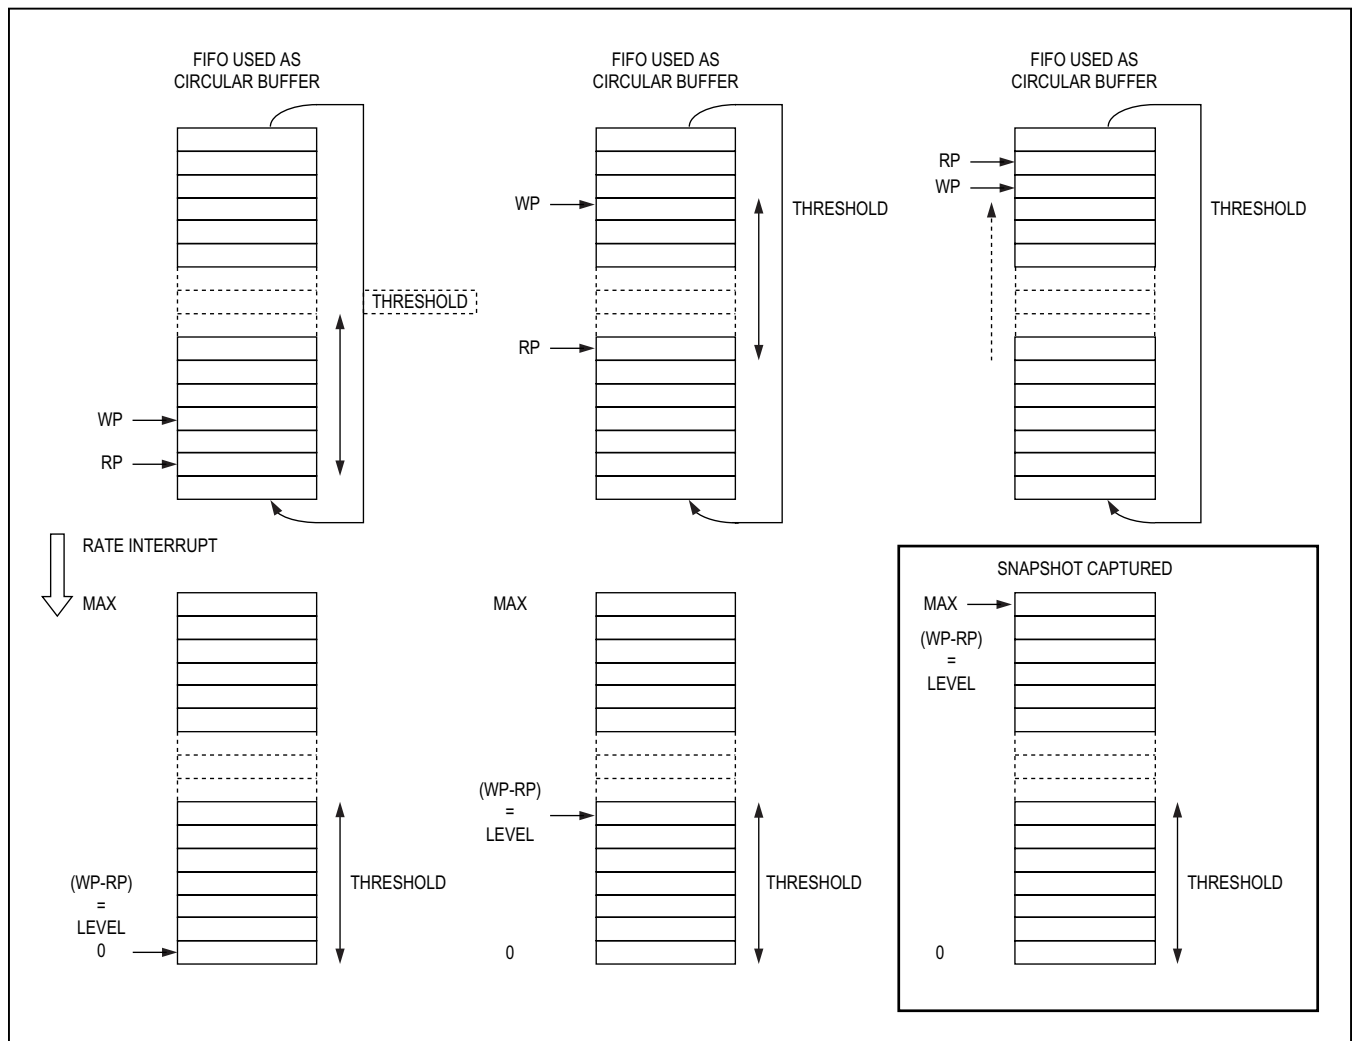 FIFO USED AS
CIRCULAR BUFFER
WP
RP
THRESHOLD
FIFO USED AS
CIRCULAR BUFFER
WP
RP
THRESHOLD
FIFO USED AS
CIRCULAR BUFFER
RP
WP
THRESHOLD
RATE INTERRUPT
MAX
(WP-RP)
=
LEVEL
0
THRESHOLD
MAX
(WP-RP)
=
LEVEL
0
THRESHOLD
SNAPSHOT CAPTURED
MAX
(WP-RP)
=
LEVEL
0
THRESHOLD